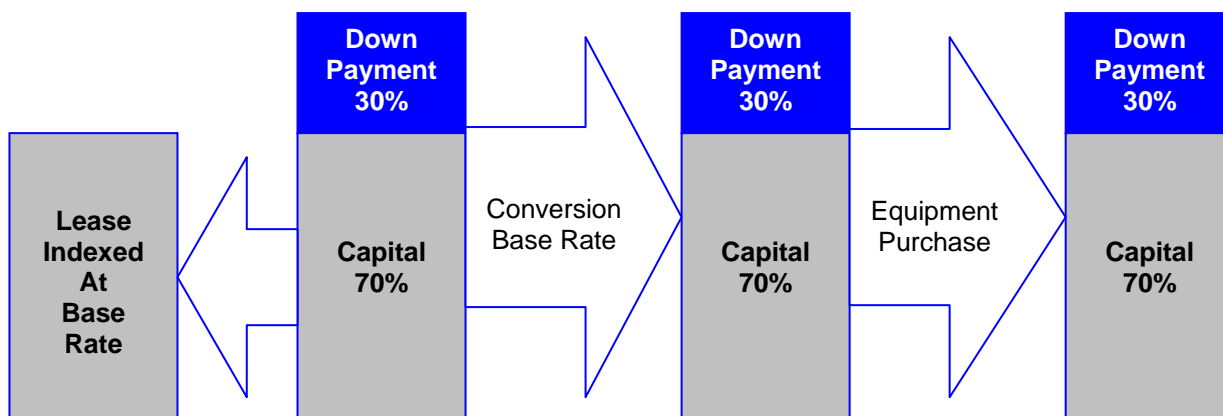 Down
Payment
30%
Down
Payment
30%
Down
Payment
30%
Lease
Indexed
At
Base
Rate
Capital
70%
Conversion
Base Rate
Capital
70%
Equipment
Purchase
Capital
70%